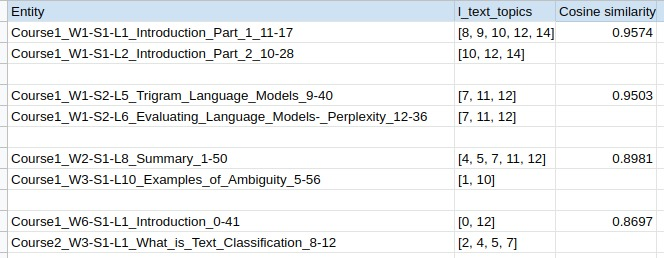 Entity l_text_topics Cosine similarity
Course1_W1-S1-L1_Introduction_Part_1_11-17 [8, 9, 10, 12, 14] 0.9574
Course1_W1-S1-L2_Introduction_Part_2_10-28 [10, 12, 14]
Course1_W1-S2-L5_Trigram_Language_Models_9-40 [7, 11, 12] 0.9503
Course1_W1-S2-L6_Evaluating_Language_Models-_Perplexity_12-36 [7, 11, 12]
Course1_W2-S1-L8_Summary_1-50 [4, 5, 7, 11, 12] 0.8981
Course1_W3-S1-L10_Examples_of_Ambiguity_5-56 [1, 10]
Course1_W6-S1-L1_Introduction_0-41 [0, 12] 0.8697
Course2_W3-S1-L1_What_is_Text_Classification_8-12 [2, 4, 5, 7]